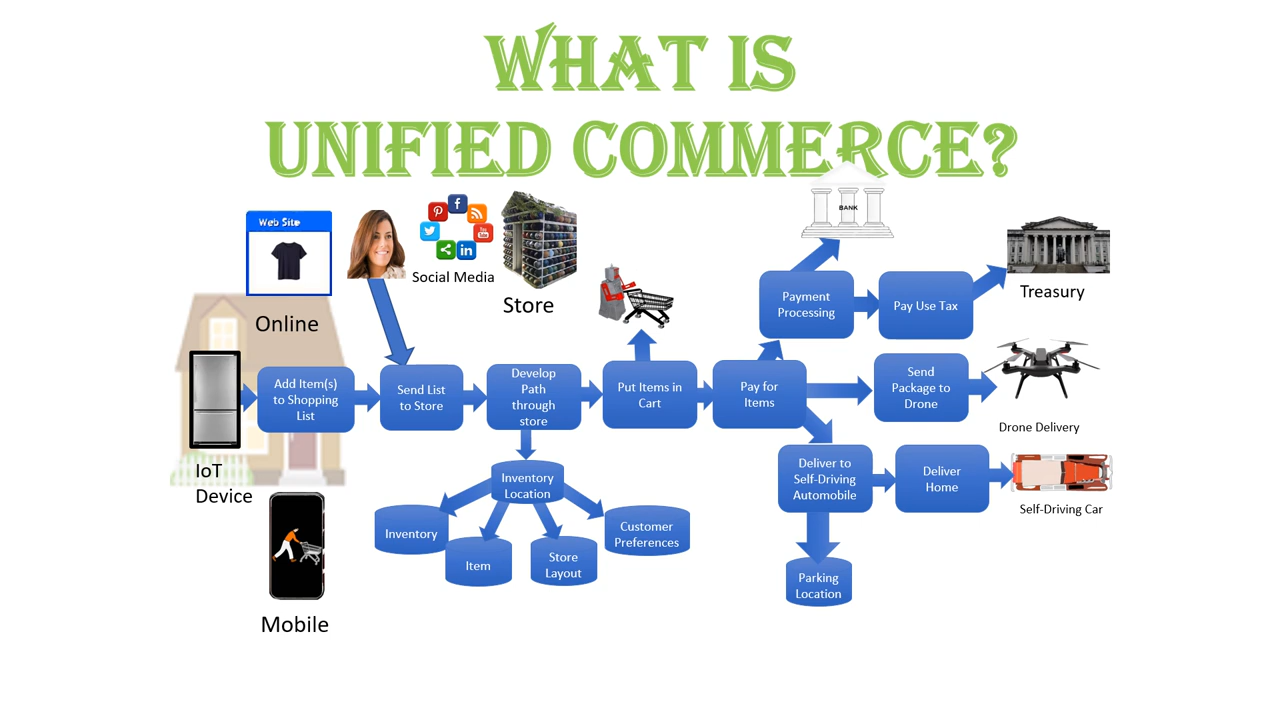 WHAT IS
UNIFIED COMMERCE?
Web Site
Online
Social Media
You
Tube
in
Store
BANK
Treasury
Payment
Processing
Pay Use Tax
Add Item(s)
to Shopping
List
Send List
to Store
Develop
Path
through
store
Put Items in
Cart
Pay for
Items
Send
Package to
Drone
Drone Delivery
IoT
Device
Inventory
Location
Inventory
Item
Store
Layout
Customer
Preferences
Deliver to
Self-Driving
Automobile
Deliver
Home
Self-Driving Car
Parking
Location
Mobile